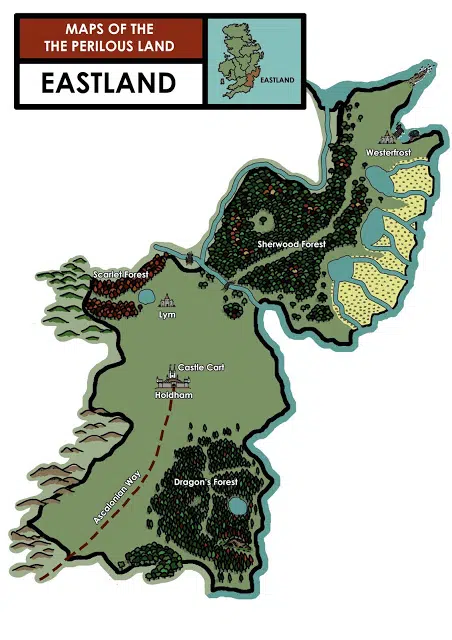 MAPS OF THE
THE PERILOUS LAND
EASTLAND
EASTLAND
Westerfrost
Sherwood Forest
Scarlet Forest
Lym
Castle Cart
Holdham
Dragon's Forest
Ascalonian Way